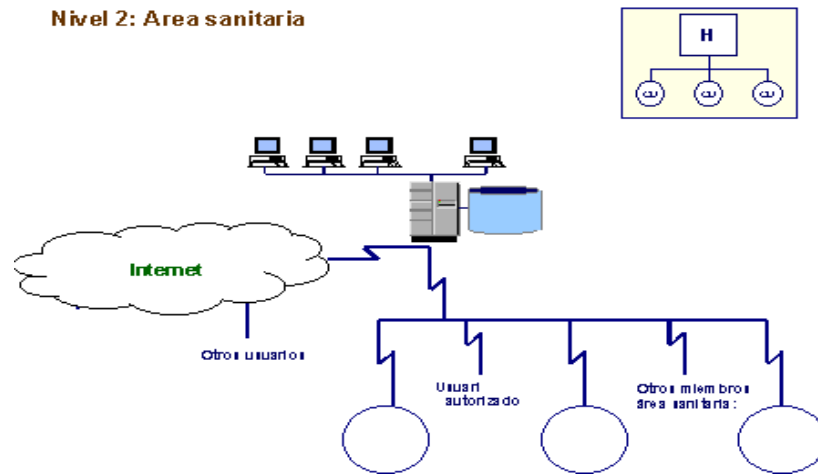 Nivel 2: Area sanitaria
H
Internet
Otros usuarios
Usuari
autorizado
Otros miembros
área sanitaria: